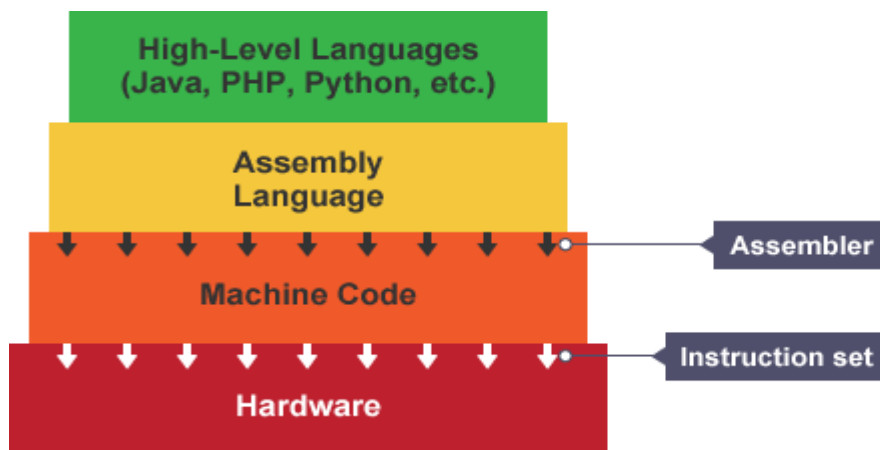 High-Level Languages
(Java, PHP, Python, etc.)
Assembly
Language
Assembler
Machine Code
Instruction set
Hardware